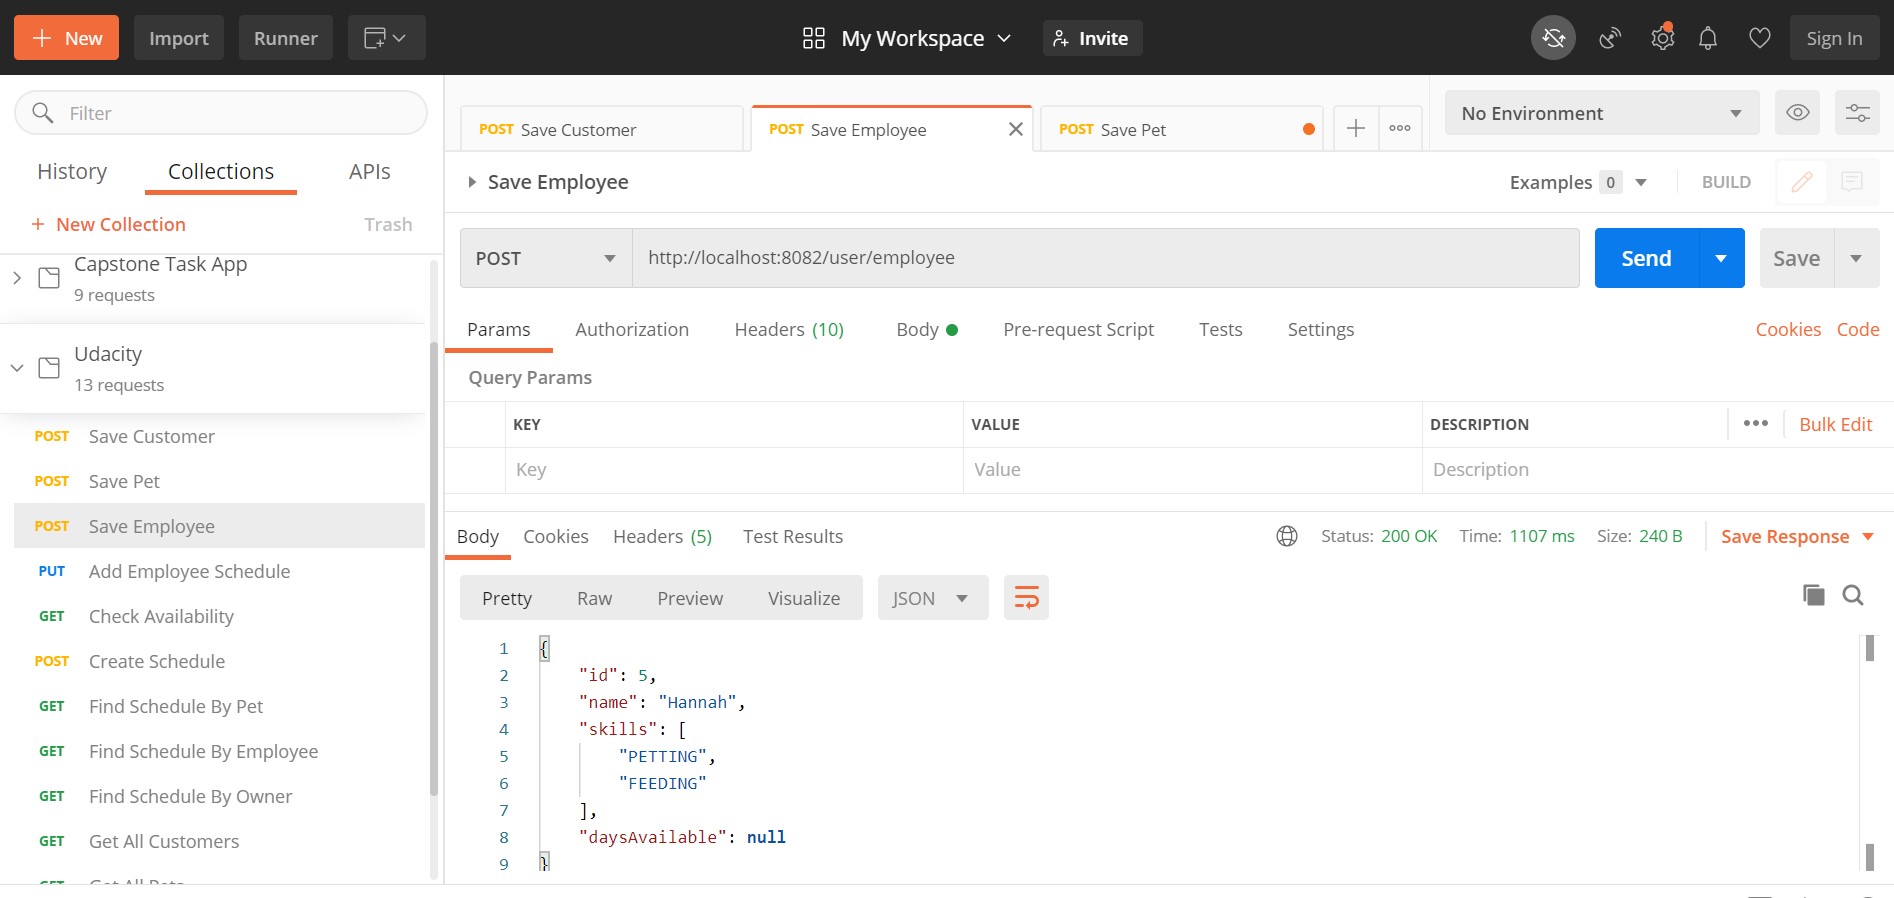 New
Import
Runner
My Workspace
Invite
Sign In
Filter
History
Collections
APIs
+ New Collection
Trash
Capstone Task App
9 requests
Udacity
13 requests
POST Save Customer
POST Save Pet
POST Save Employee
PUT Add Employee Schedule
GET Check Availability
POST Create Schedule
GET Find Schedule By Pet
GET Find Schedule By Employee
GET Find Schedule By Owner
GET Get All Customers
POST Save Customer
POST Save Employee
POST Save Pet
No Environment
Save Employee
Examples 0
BUILD
POST
http://localhost:8082/user/employee
Send
Save
Params
Authorization
Headers (10)
Body
Pre-request Script
Tests
Settings
Cookies
Code
Query Params
KEY
VALUE
DESCRIPTION
Bulk Edit
Key
Value
Description
Body
Cookies
Headers (5)
Test Results
Status: 200 OK
Time: 1107 ms
Size: 240 B
Save Response
Pretty
Raw
Preview
Visualize
JSON
1 {
2 "id": 5,
3 "name": "Hannah",
4 "skills": [
5 "PETTING",
6 "FEEDING"
7 ],
8 "daysAvailable": null
9 }